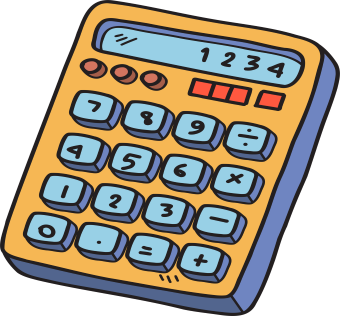 1234
7 8 9 ÷
4 5 6 ×
1 2 3 −
0 . = +